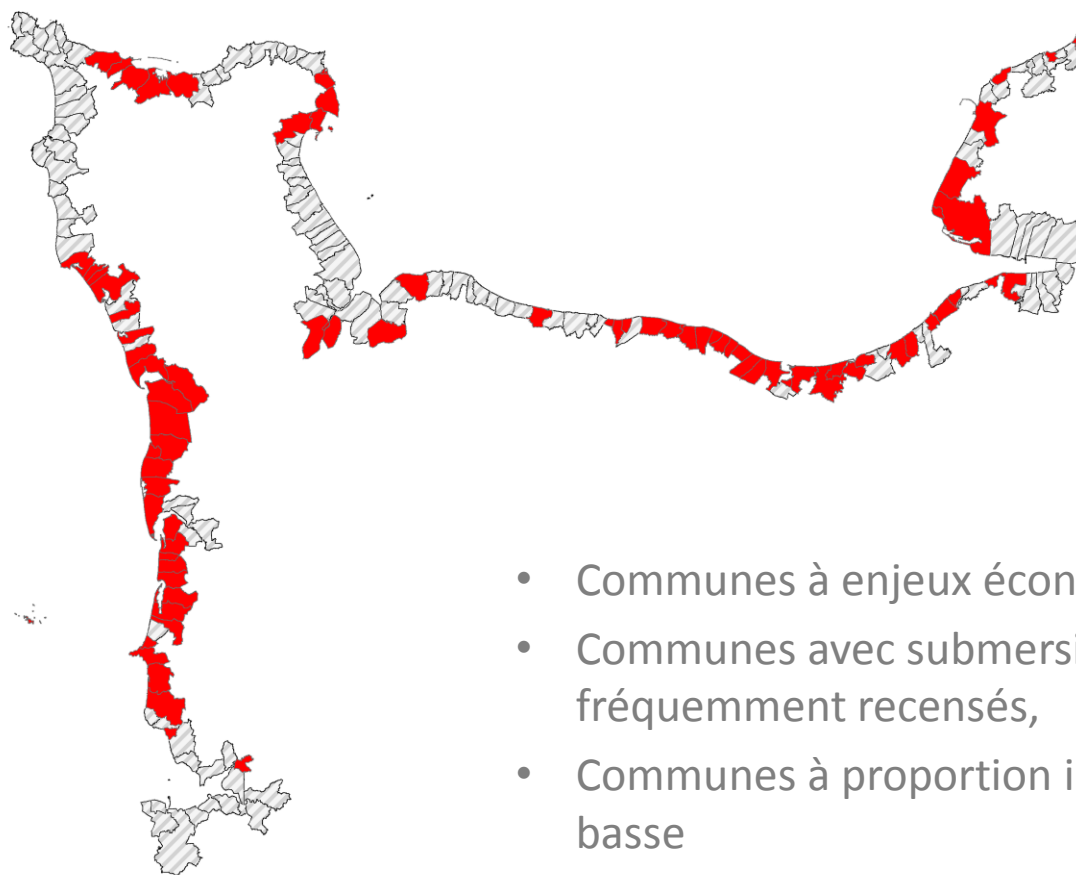 • Communes à enjeux écon
• Communes avec submersi
fréquemment recensés,
• Communes à proportion i
basse